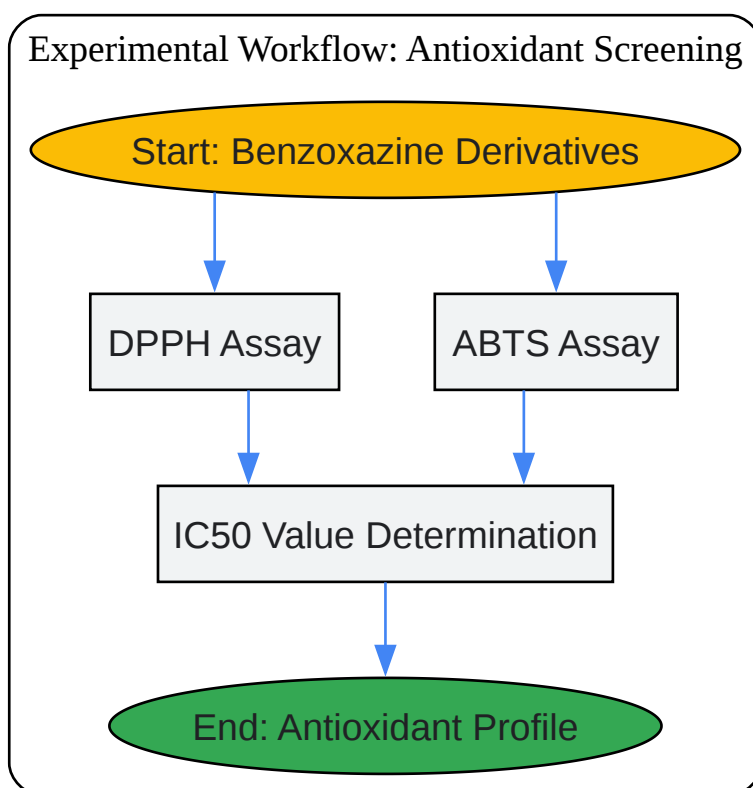 Experimental Workflow: Antioxidant Screening
Start: Benzoxazine Derivatives
DPPH Assay
ABTS Assay
IC50 Value Determination
End: Antioxidant Profile